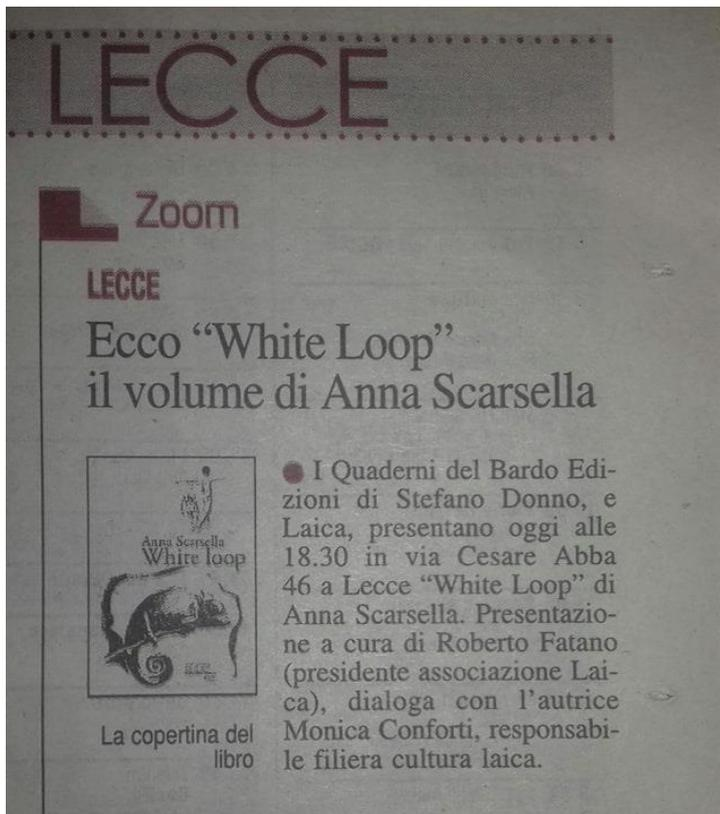 LECCE
Zoom
LECCE
Ecco “White Loop”
il volume di Anna Scarsella
Anna Scarsella
White loop
La copertina del
libro
● I Quaderni del Bardo Edi-
zioni di Stefano Donno, e
Laica, presentano oggi alle
18.30 in via Cesare Abba
46 a Lecce “White Loop” di
Anna Scarsella. Presentazio-
ne a cura di Roberto Fatano
(presidente associazione Lai-
ca), dialoga con l’autrice
Monica Conforti, responsabi-
le filiera cultura laica.